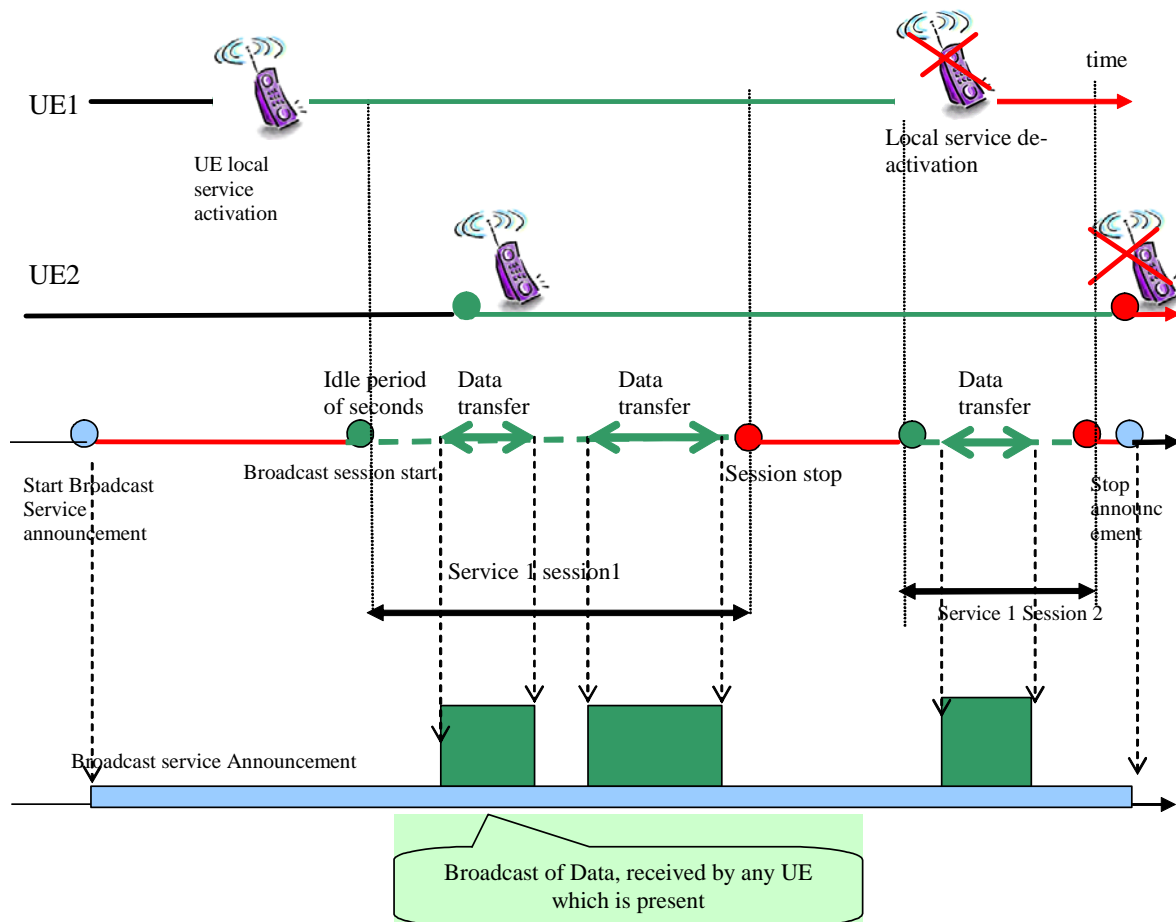 time
UE1
UE local
service
activation
Local service de-
activation
UE2
Idle period
of seconds
Data
transfer
Data
transfer
Data
transfer
Start Broadcast
Service
announcement
Broadcast session start
Session stop
Stop
announc
ement
Service 1 session1
Service 1 Session 2
Broadcast service Announcement
Broadcast of Data, received by any UE
which is present